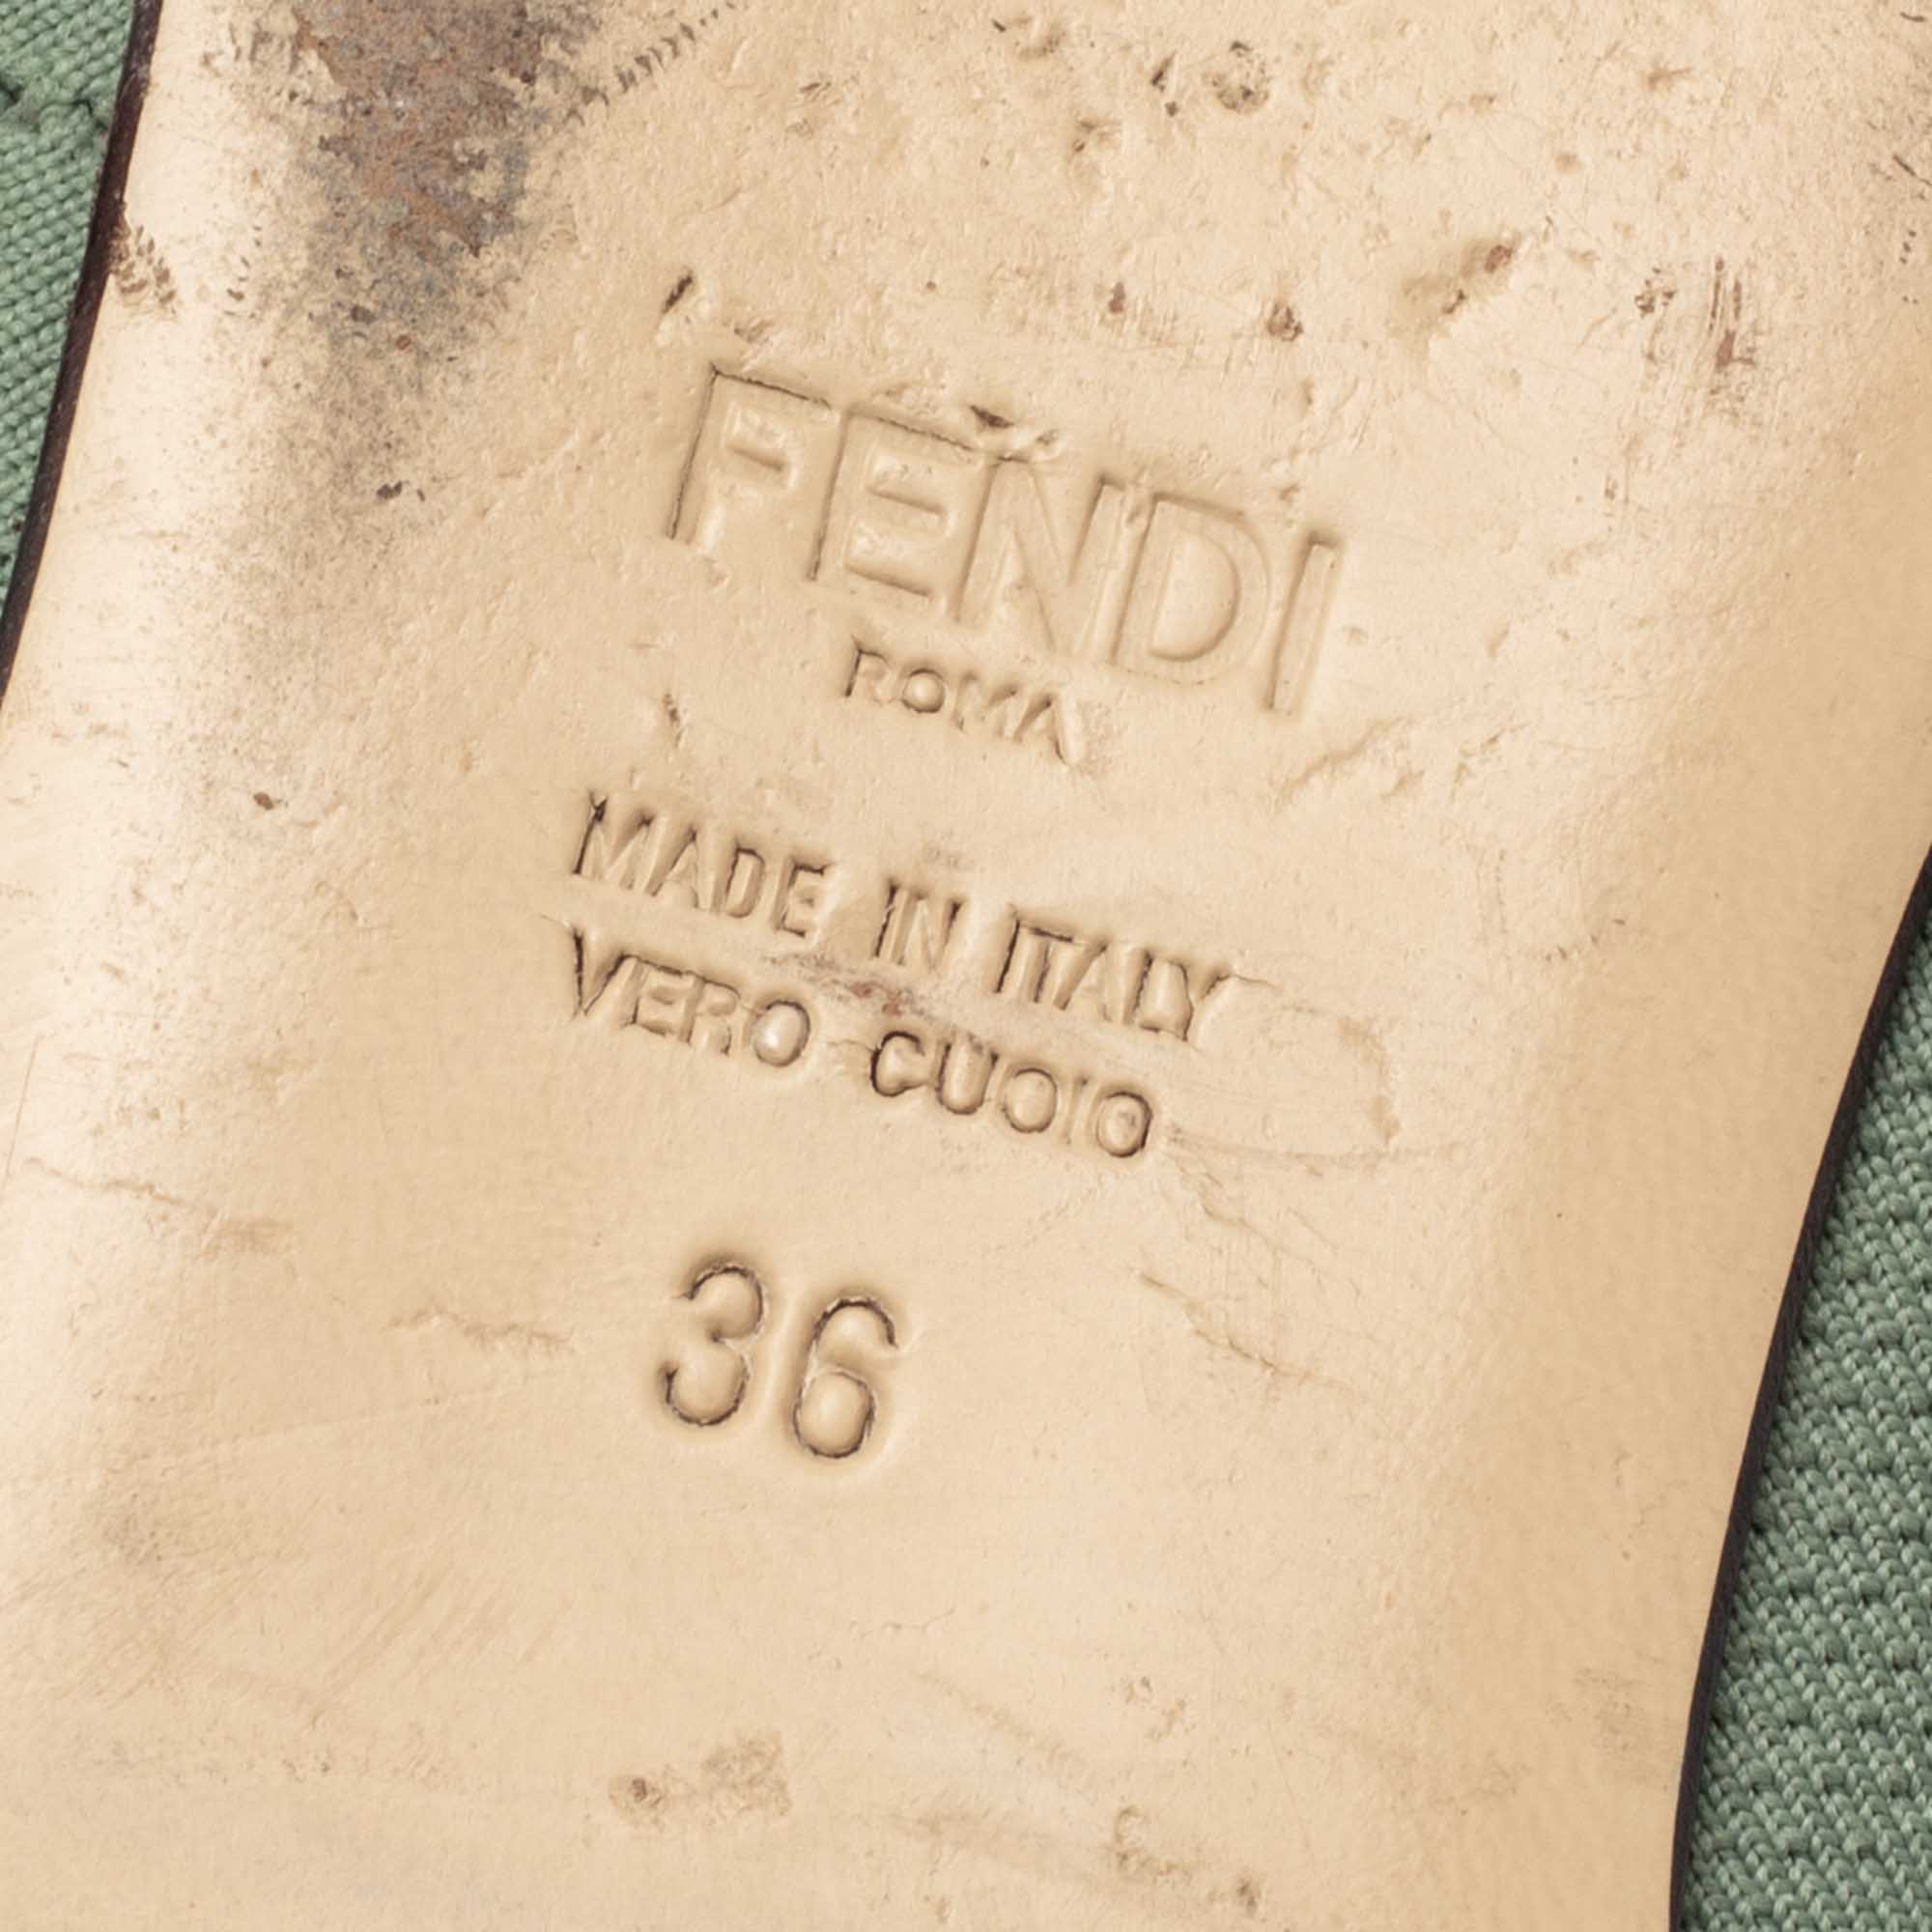 FENDI
ROMA
MADE IN ITALY
VERO CUOIO
36